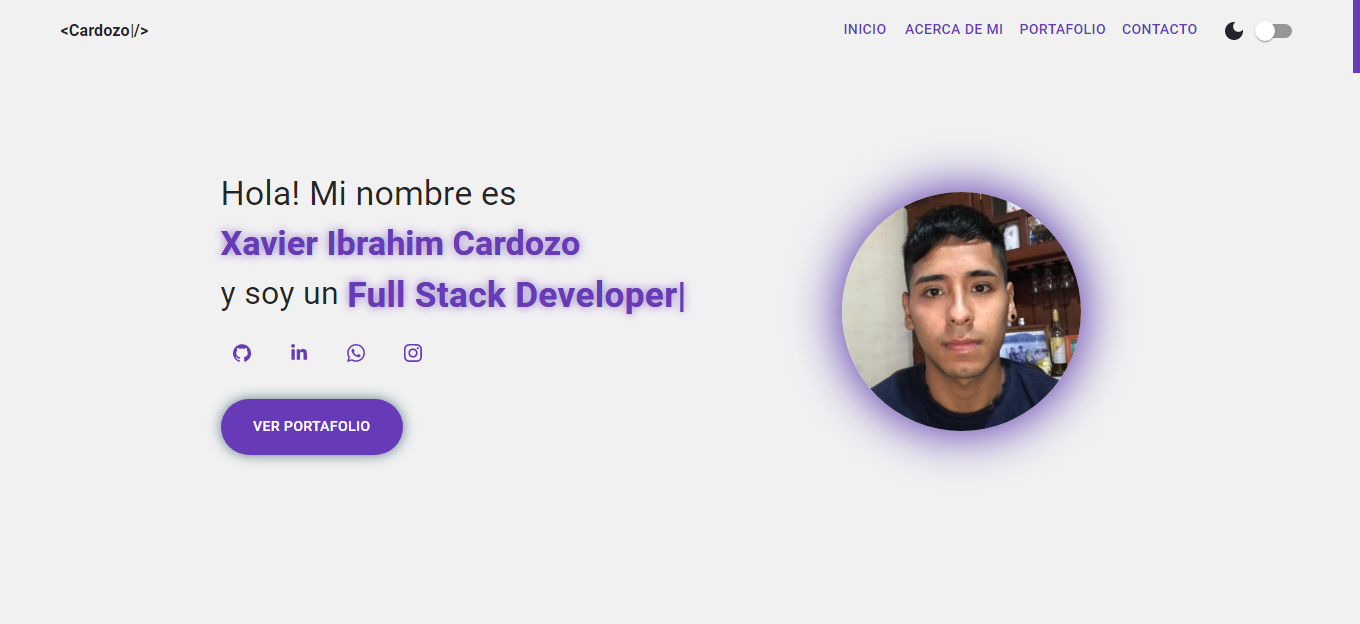 <Cardozo|/>
INICIO ACERCA DE MI PORTAFOLIO CONTACTO
Hola! Mi nombre es
Xavier Ibrahim Cardozo
y soy un Full Stack Developer|
VER PORTAFOLIO